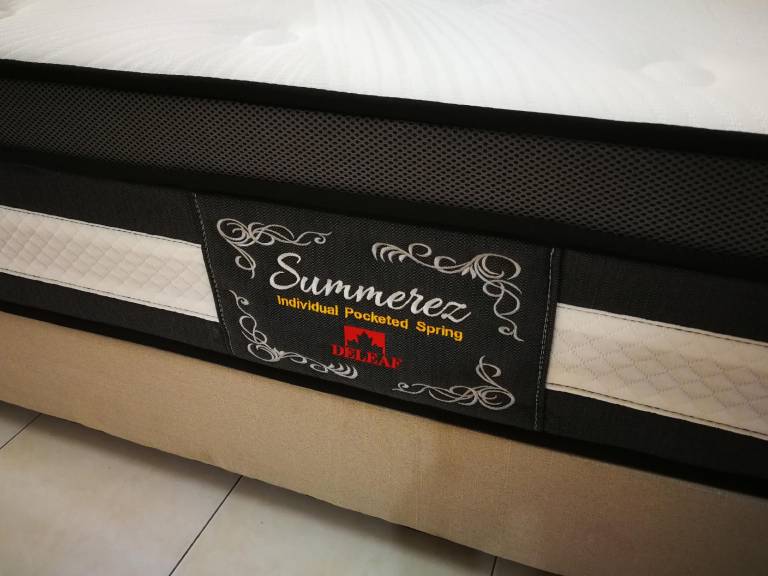 Summerez
Individual Pocketed Spring
DELEAF